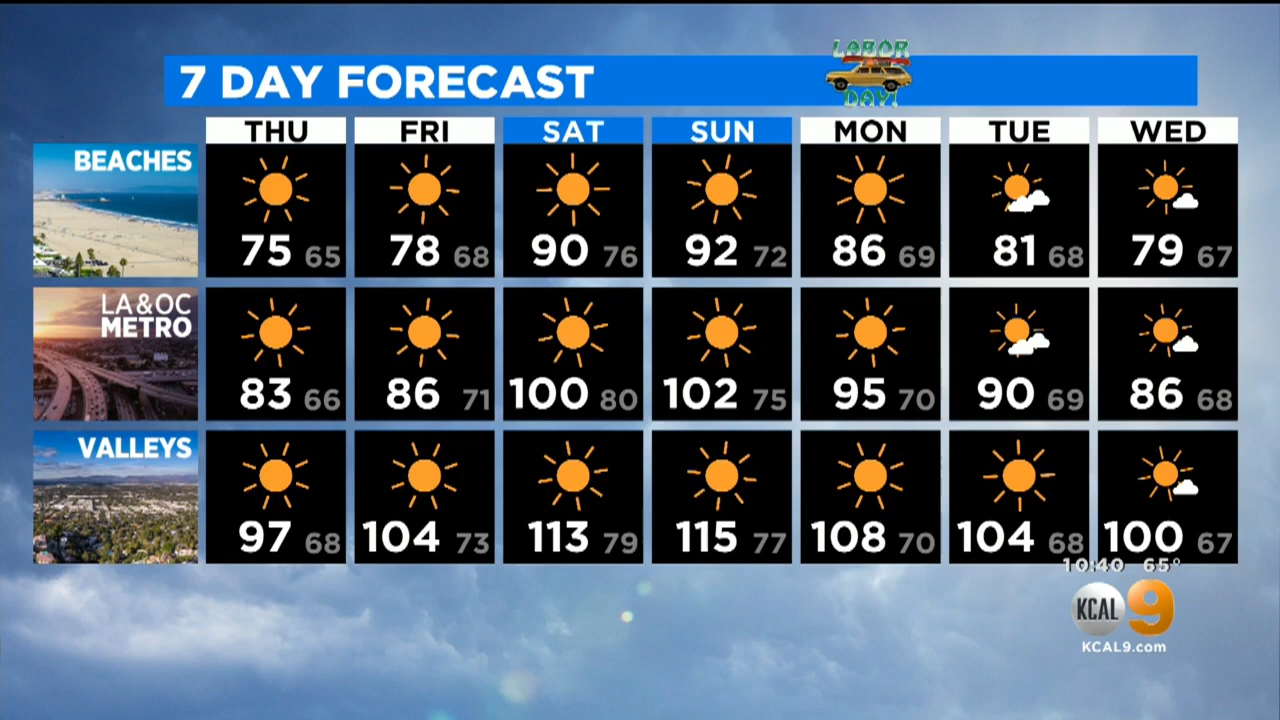 LABOR
DAY!
7 DAY FORECAST
THU FRI SAT SUN MON TUE WED
BEACHES
75 65 78 68 90 76 92 72 86 69 81 68 79 67
LA&OC
METRO
83 66 86 71 100 80 102 75 95 70 90 69 86 68
VALLEYS
97 68 104 73 113 79 115 77 108 70 104 68 100 67
10:40 65°
KCAL 9
KCAL9.com